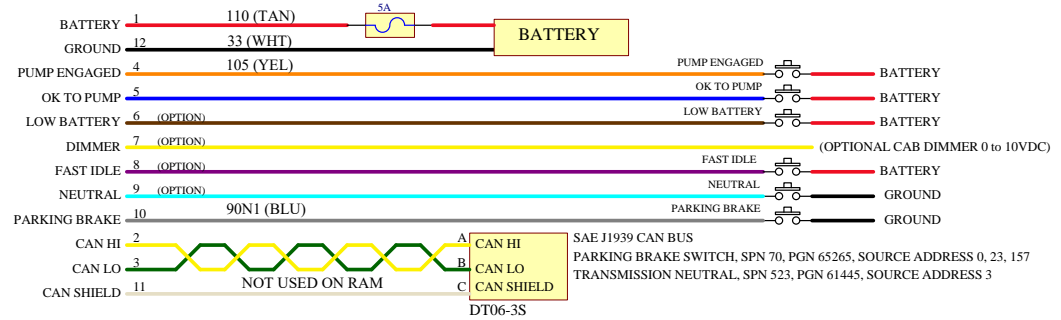 5A
BATTERY 1 110 (TAN) BATTERY
GROUND 12 33 (WHT)
PUMP ENGAGED 4 105 (YEL) PUMP ENGAGED BATTERY
OK TO PUMP 5 OK TO PUMP BATTERY
LOW BATTERY 6 (OPTION) LOW BATTERY BATTERY
DIMMER 7 (OPTION) (OPTIONAL CAB DIMMER 0 to 10VDC)
FAST IDLE 8 (OPTION) FAST IDLE BATTERY
NEUTRAL 9 (OPTION) NEUTRAL GROUND
PARKING BRAKE 10 90N1 (BLU) PARKING BRAKE GROUND
CAN HI 2 A CAN HI SAE J1939 CAN BUS
PARKING BRAKE SWITCH, SPN 70, PGN 65265, SOURCE ADDRESS 0, 23, 157
CAN LO 3 B CAN LO TRANSMISSION NEUTRAL, SPN 523, PGN 61445, SOURCE ADDRESS 3
NOT USED ON RAM
CAN SHIELD 11 C CAN SHIELD
DT06-3S